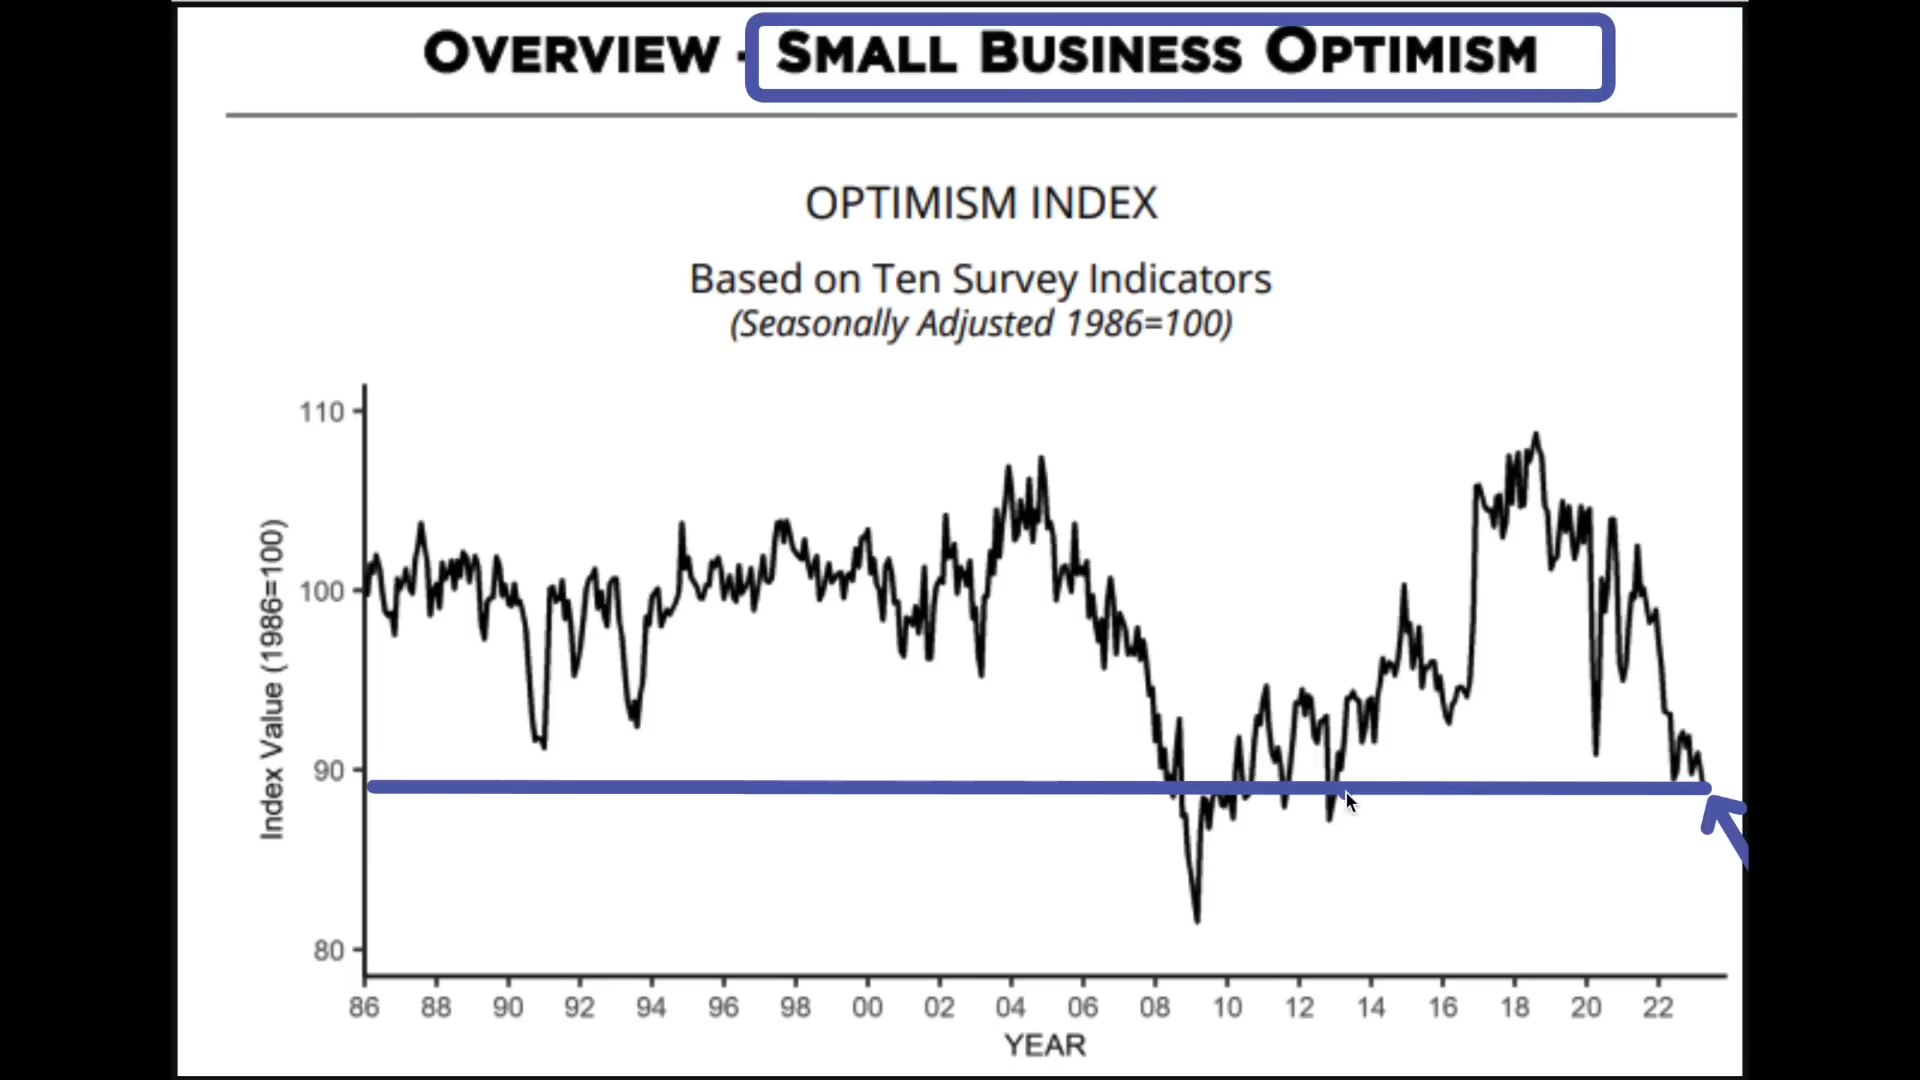 OVERVIEW - SMALL BUSINESS OPTIMISM
OPTIMISM INDEX
Based on Ten Survey Indicators
(Seasonally Adjusted 1986=100)
Index Value (1986=100)
110
100
90
80
86 88 90 92 94 96 98 00 02 04 06 08 10 12 14 16 18 20 22
YEAR